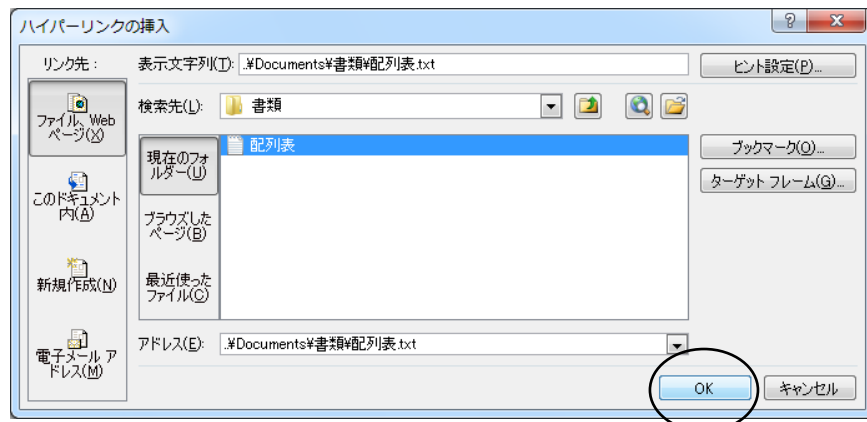 ハイパーリンクの挿入
リンク先：
表示文字列(T): .¥Documents¥書類¥配列表.txt
ヒント設定(P)...
ファイル、Web
ページ(X)
検索先(L): 書類
このドキュメント
内(A)
新規作成(N)
電子メール ア
ドレス(M)
現在のフォ
ルダー(U)
ブラウズした
ページ(B)
最近使った
ファイル(C)
配列表
ブックマーク(O)...
ターゲット フレーム(G)...
アドレス(E): .¥Documents¥書類¥配列表.txt
OK
キャンセル